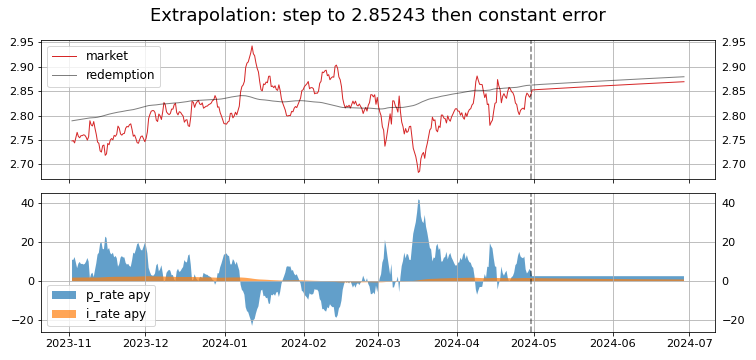 Extrapolation: step to 2.85243 then constant error
2.95 2.95
market
redemption
2.90 2.90
2.85 2.85
2.80 2.80
2.75 2.75
2.70 2.70
40 40
20 20
0 0
p_rate apy
i_rate apy
−20 −20
2023-11 2023-12 2024-01 2024-02 2024-03 2024-04 2024-05 2024-06 2024-07